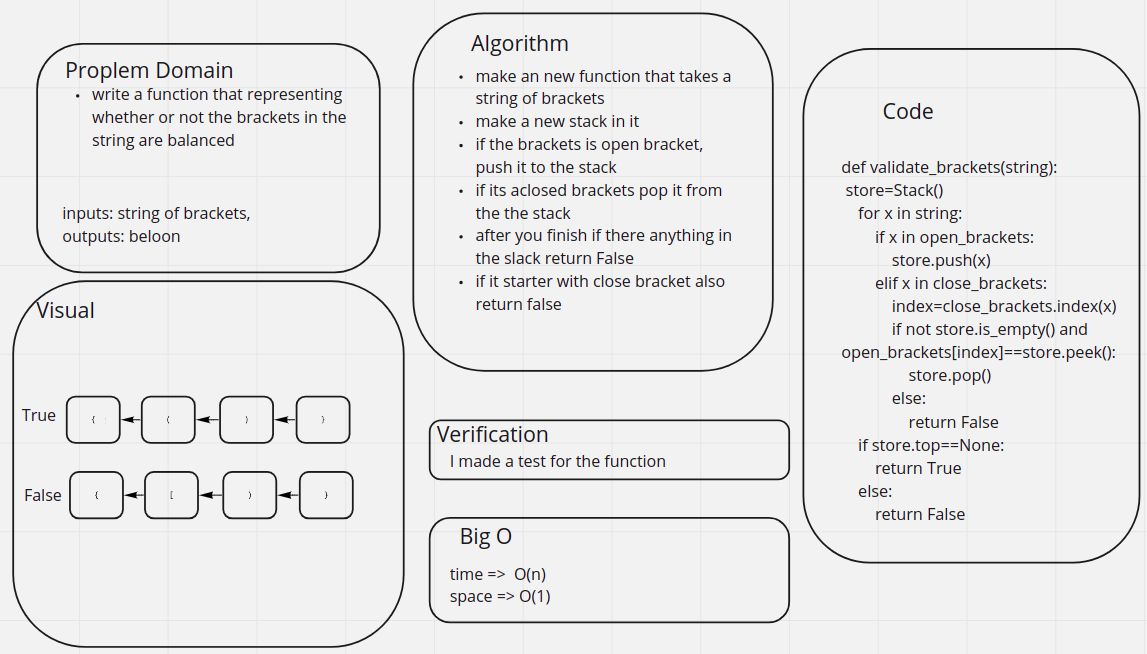 Proplem Domain
• write a function that representing
whether or not the brackets in the
string are balanced
inputs: string of brackets,
outputs: beloon
Visual
True
{
(
)
}
False
{
[
)
}
Algorithm
• make an new function that takes a
string of brackets
• make a new stack in it
• if the brackets is open bracket,
push it to the stack
• if its aclosed brackets pop it from
the the stack
• after you finish if there anything in
the slack return False
• if it starter with close bracket also
return false
Verification
I made a test for the function
Big O
time => O(n)
space => O(1)
Code
def validate_brackets(string):
store=Stack()
for x in string:
if x in open_brackets:
store.push(x)
elif x in close_brackets:
index=close_brackets.index(x)
if not store.is_empty() and
open_brackets[index]==store.peek():
store.pop()
else:
return False
if store.top==None:
return True
else:
return False